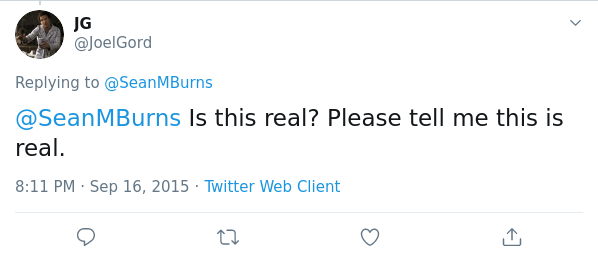 JG
@JoelGord
Replying to @SeanMBurns
@SeanMBurns Is this real? Please tell me this is
real.
8:11 PM · Sep 16, 2015 · Twitter Web Client